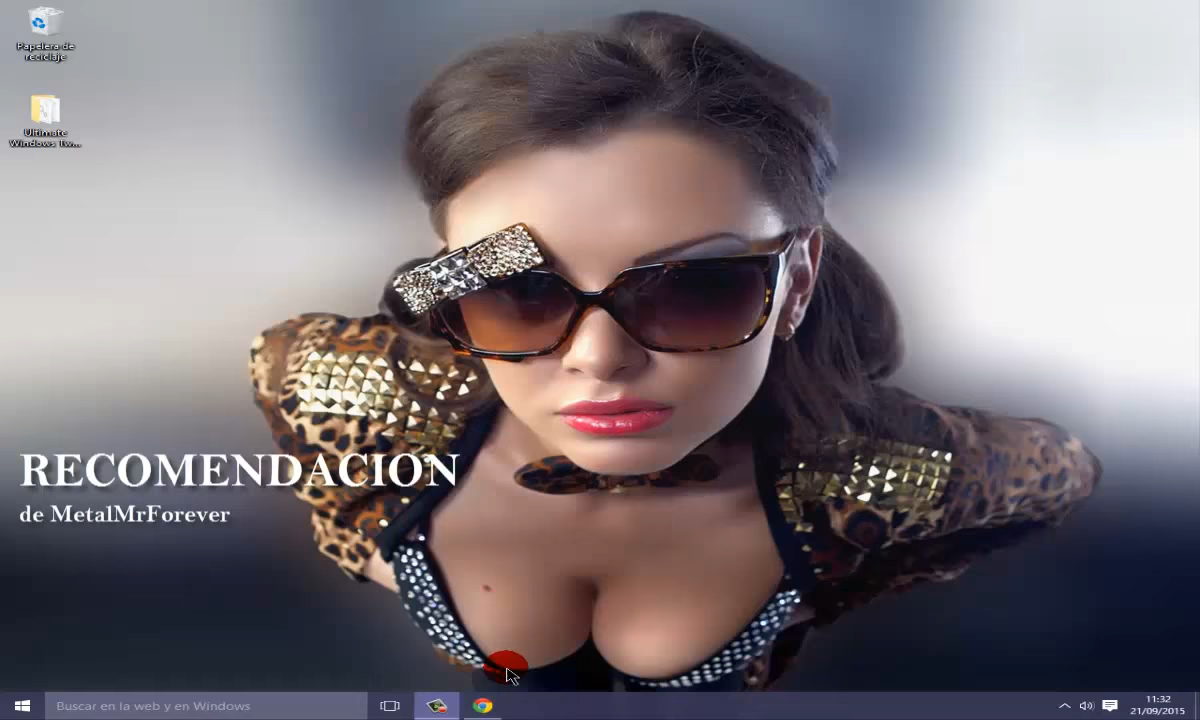 Papelera de
reciclaje
Ultimate
Windows Tw...
RECOMENDACION
de MetalMrForever
Buscar en la web y en Windows
11:32
21/09/2015